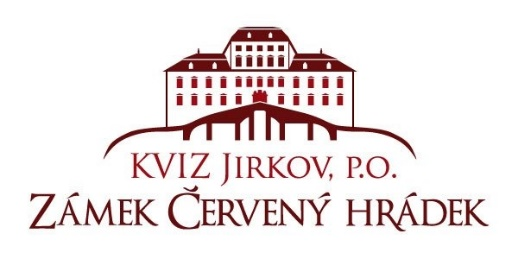 KVIZ JIRKOV, P.O.
ZÁMEK ČERVENÝ HRÁDEK